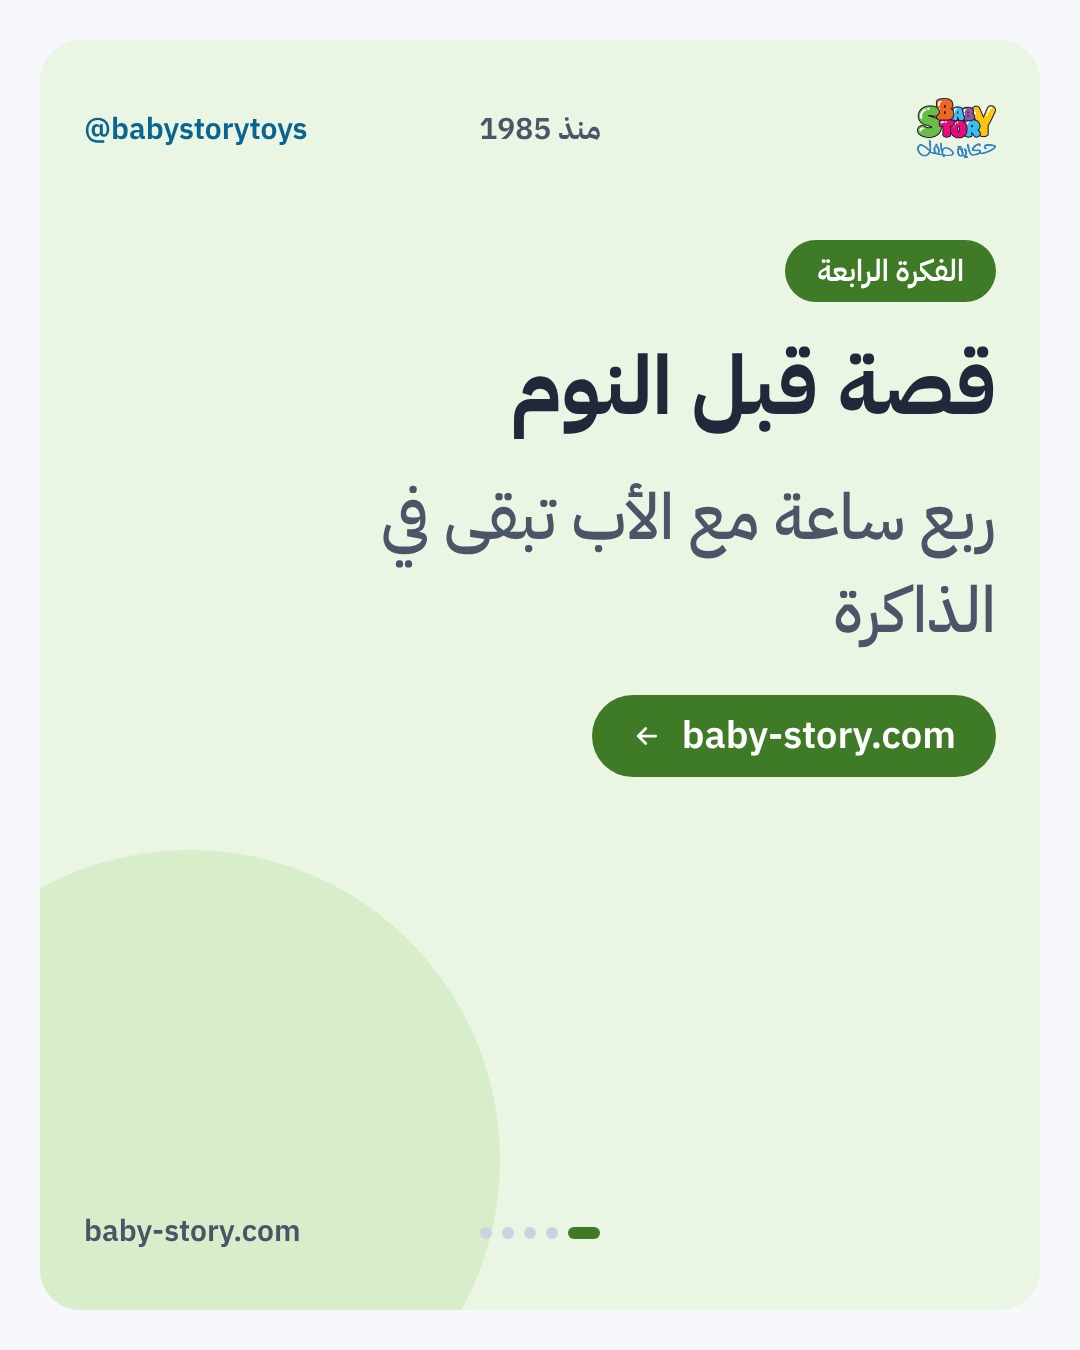 @babystorytoys
منذ 1985
BABY STORY
حكاية طفل
الفكرة الرابعة
قصة قبل النوم
ربع ساعة مع الأب تبقى في
الذاكرة
baby-story.com ←
baby-story.com